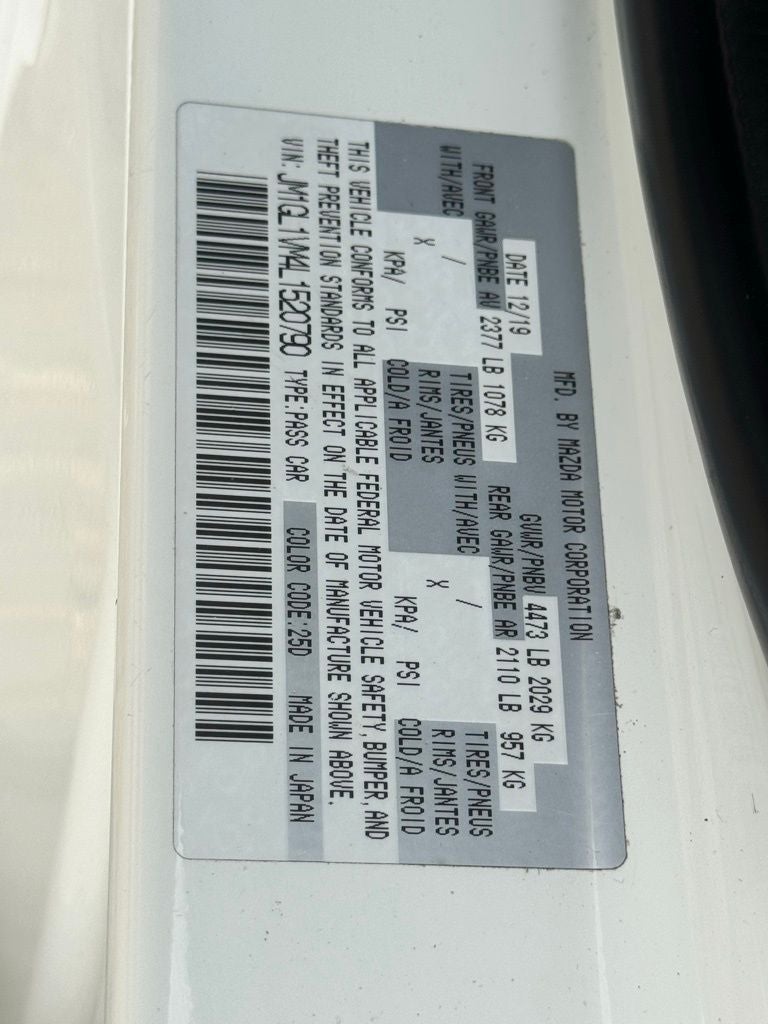 MFD. BY MAZDA MOTOR CORPORATION
DATE 12/19 GVWR/PNBV 4473 LB 2029 KG
FRONT GAWR/PNBE AV 2377 LB 1078 KG REAR GAWR/PNBE AR 2110 LB 957 KG
WITH/AVEC / TIRES/PNEUS WITH/AVEC / TIRES/PNEUS
X RIMS/JANTES X RIMS/JANTES
KPA/ PSI COLD/A FROID KPA/ PSI COLD/A FROID
THIS VEHICLE CONFORMS TO ALL APPLICABLE FEDERAL MOTOR VEHICLE SAFETY,BUMPER,AND
THEFT PREVENTION STANDARDS IN EFFECT ON THE DATE OF MANUFACTURE SHOWN ABOVE.
VIN: JM1GL1VM4L1520790 TYPE:PASS CAR COLOR CODE:25D MADE IN JAPAN